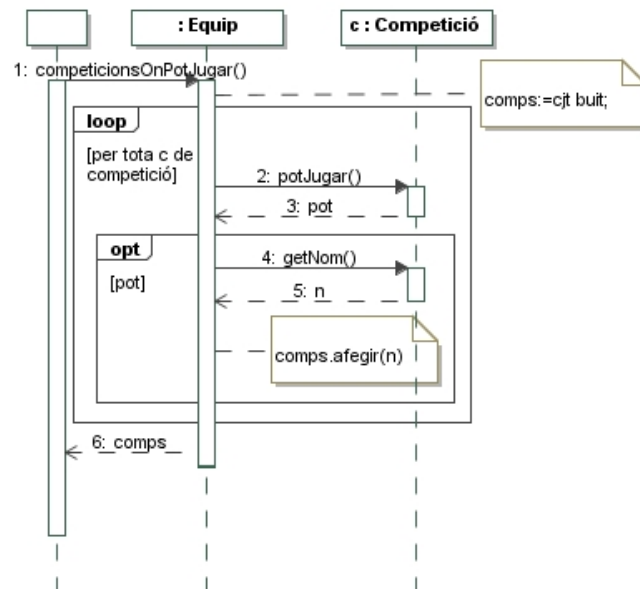 : Equip
c : Competició
1: competicionsOnPotJugar()
comps:=cjt buit;
loop
[per tota c de
competició]
2: potJugar()
3: pot
opt
[pot]
4: getNom()
5: n
comps.afegir(n)
6: comps